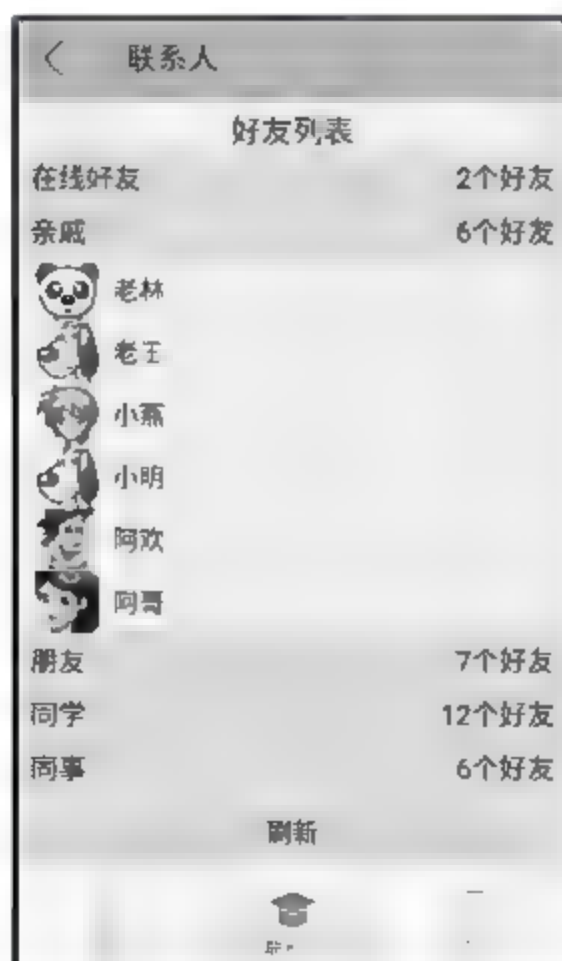 联系人
好友列表
在线好友 2个好友
亲戚 6个好友
老林
老王
小燕
小明
阿欢
阿哥
朋友 7个好友
同学 12个好友
同事 6个好友
刷新